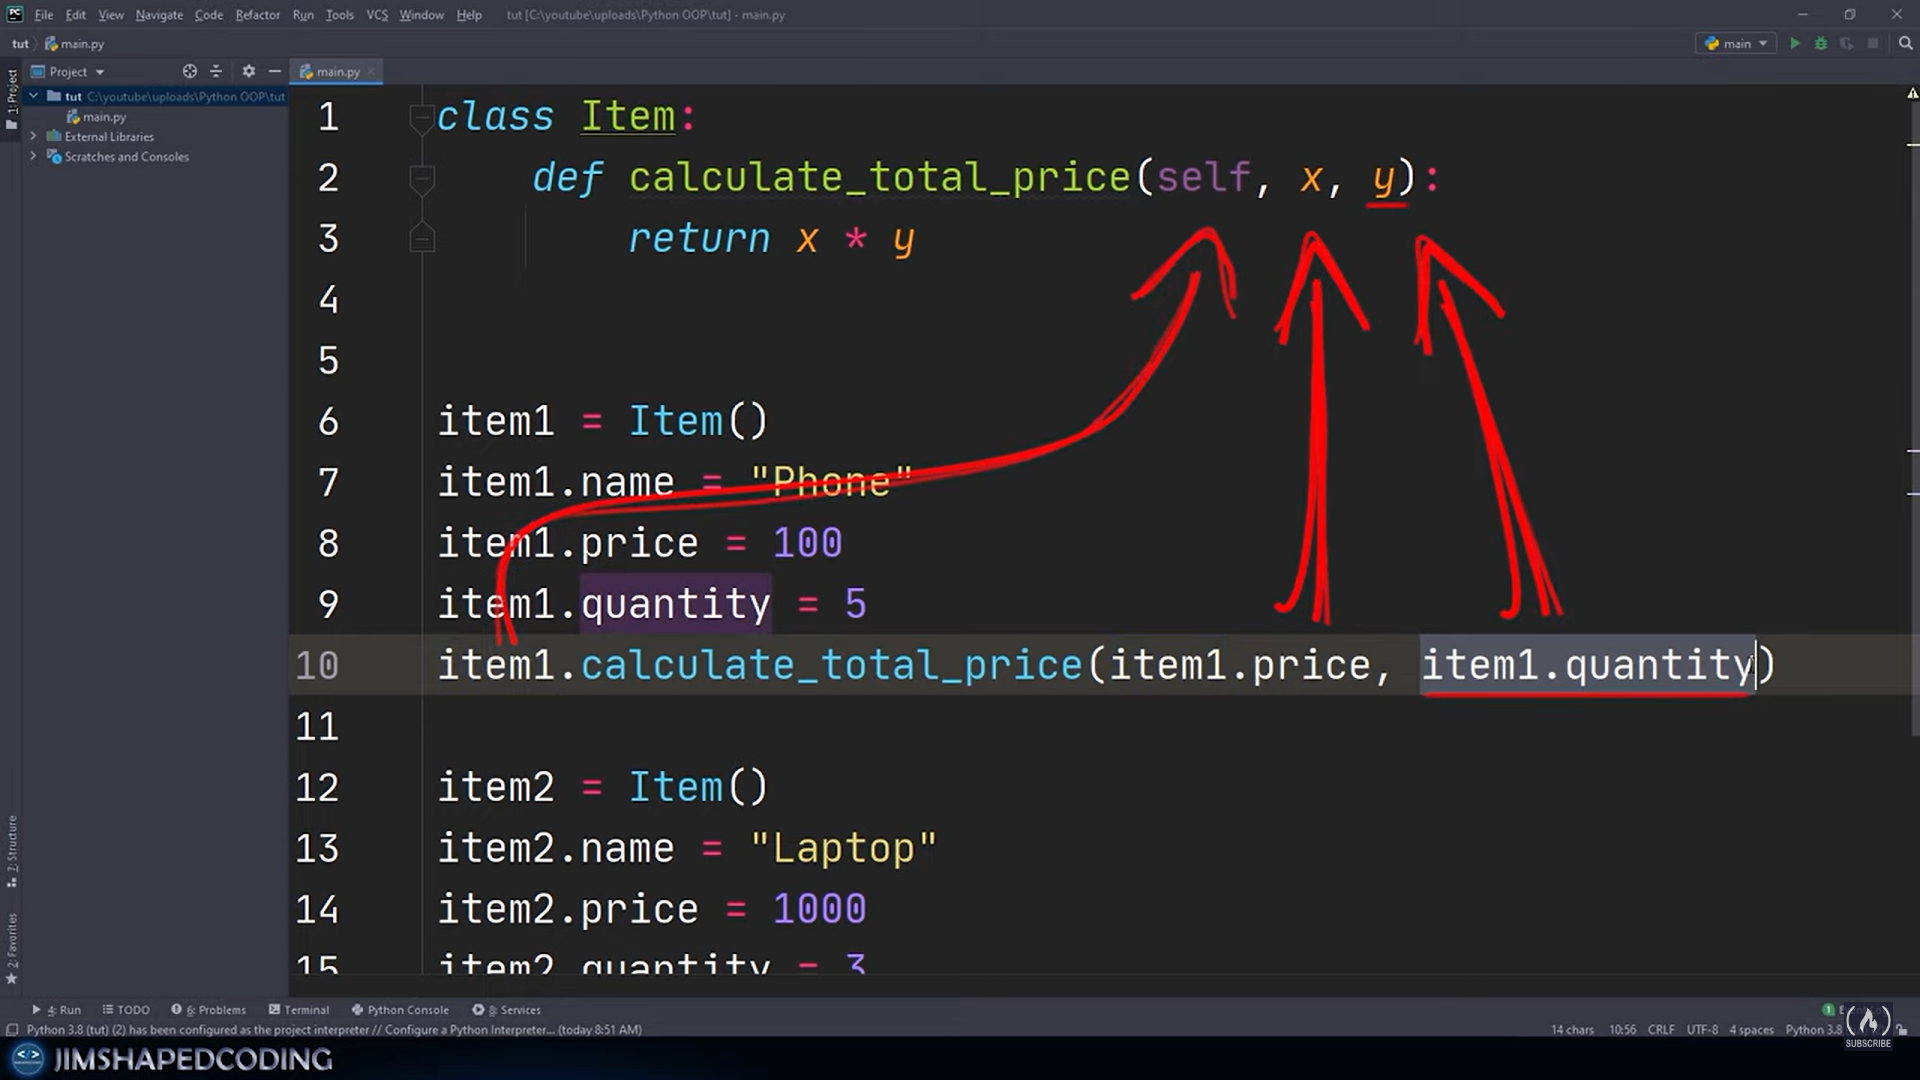 File Edit View Navigate Code Refactor Run Tools VCS Window Help tut [C:\youtube\uploads\Python OOP\tut] - main.py
tut main.py main
Project main.py
1: Project
tut C:\youtube\uploads\Python OOP\tut
main.py
External Libraries
Scratches and Consoles
1 class Item:
2 def calculate_total_price(self, x, y):
3 return x * y
4
5
6 item1 = Item()
7 item1.name = "Phone"
8 item1.price = 100
9 item1.quantity = 5
10 item1.calculate_total_price(item1.price, item1.quantity)
11
12 item2 = Item()
13 item2.name = "Laptop"
14 item2.price = 1000
15 item2.quantity = 3
7: Structure
2: Favorites
4: Run TODO 6: Problems Terminal Python Console 8: Services 1
Python 3.8 (tut) (2) has been configured as the project interpreter // Configure a Python Interpreter... (today 8:51 AM) 14 chars 10:56 CRLF UTF-8 4 spaces Python 3.8
SUBSCRIBE
JIMSHAPEDCODING